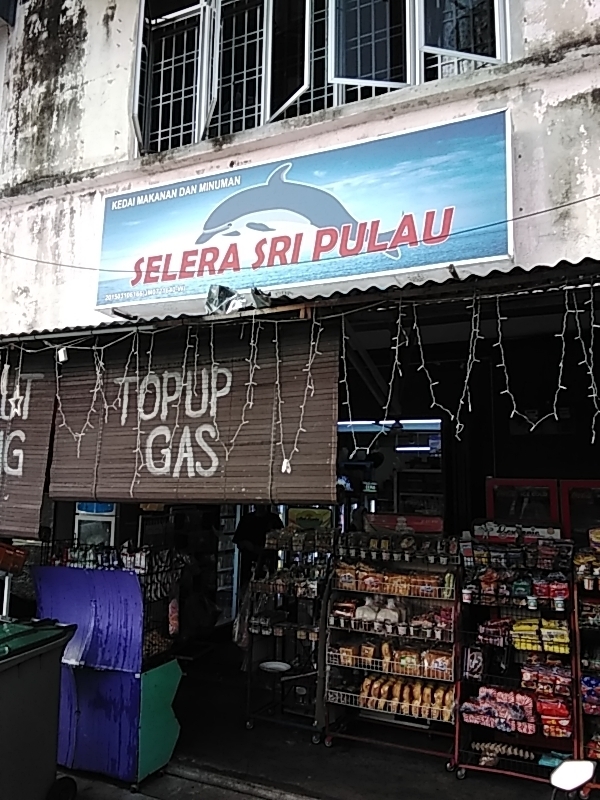 KEDAI MAKANAN DAN MINUMAN
SELERA SRI PULAU
TOPUP
GAS